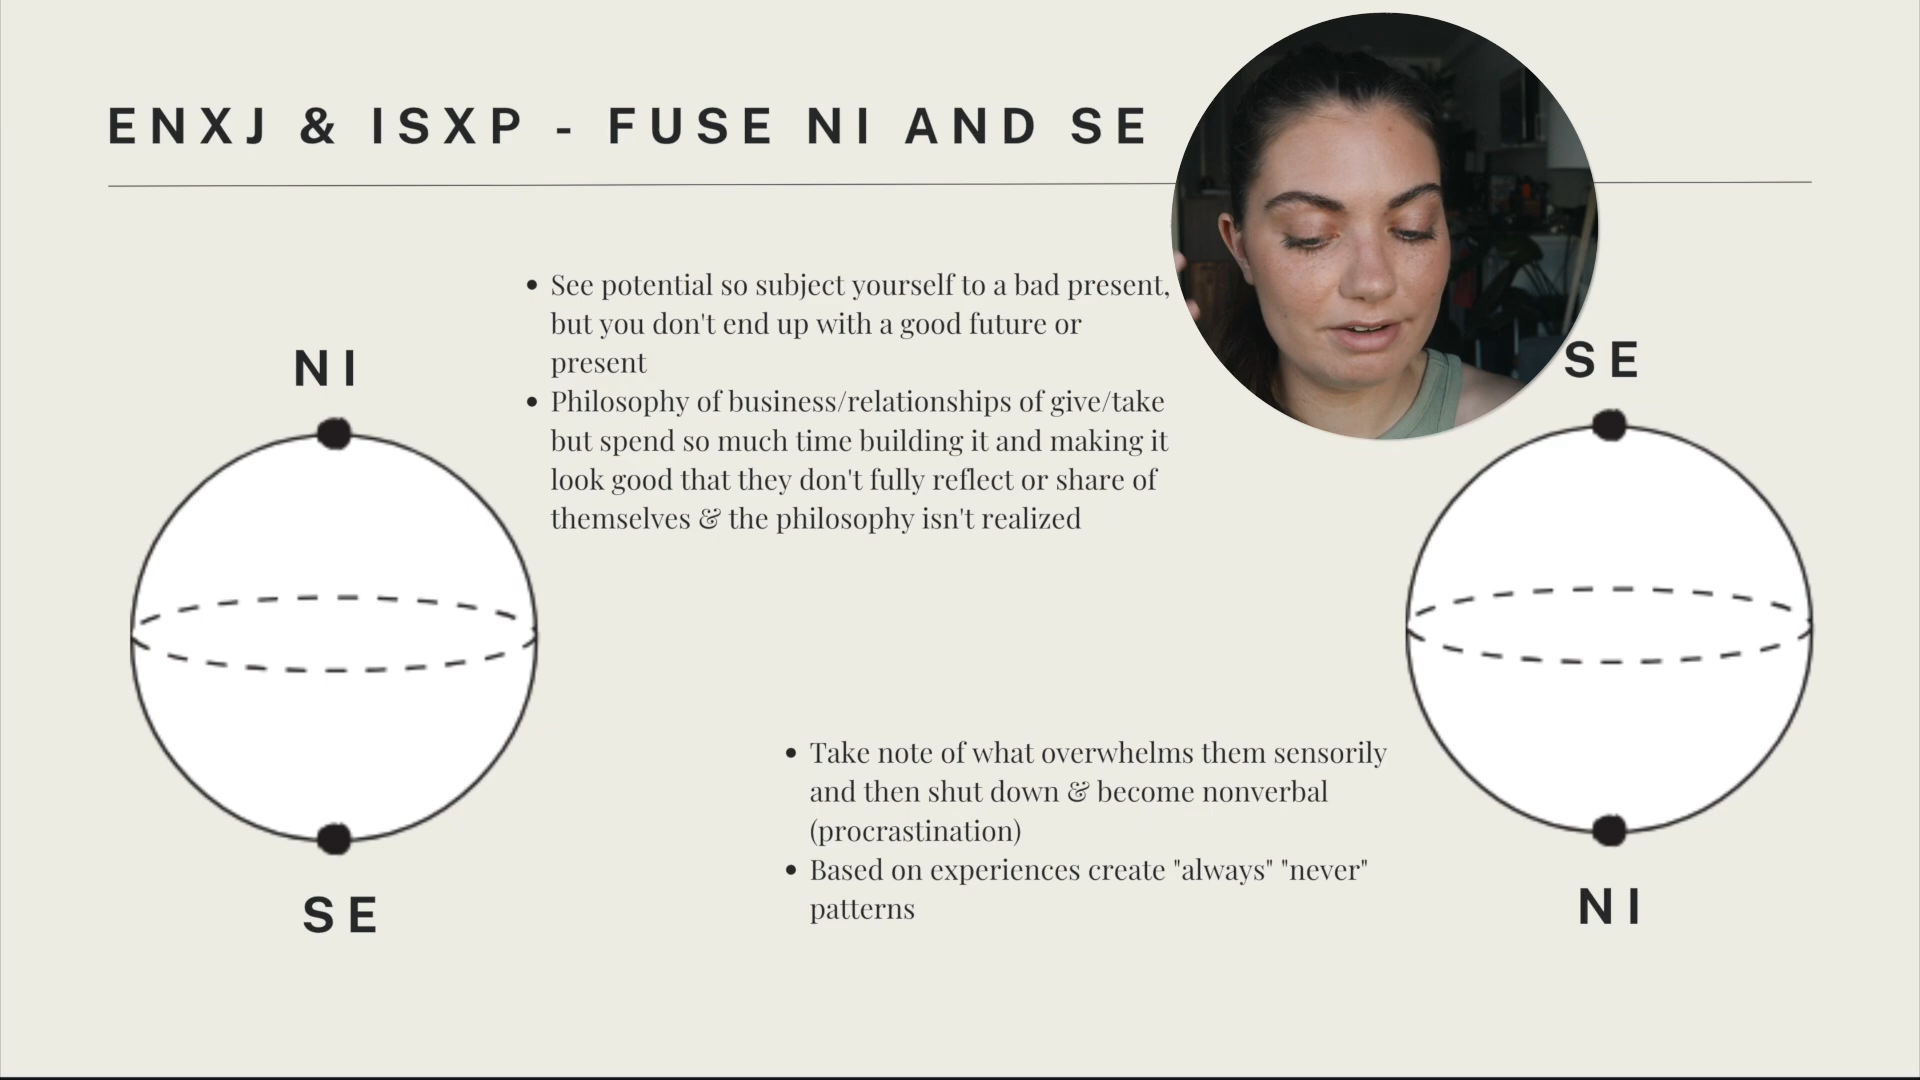 ENXJ & ISXP - FUSE NI AND SE
See potential so subject yourself to a bad present,
but you don't end up with a good future or
present
Philosophy of business/relationships of give/take
but spend so much time building it and making it
look good that they don't fully reflect or share of
themselves & the philosophy isn't realized
NI
SE
SE
NI
Take note of what overwhelms them sensorily
and then shut down & become nonverbal
(procrastination)
Based on experiences create "always" "never"
patterns